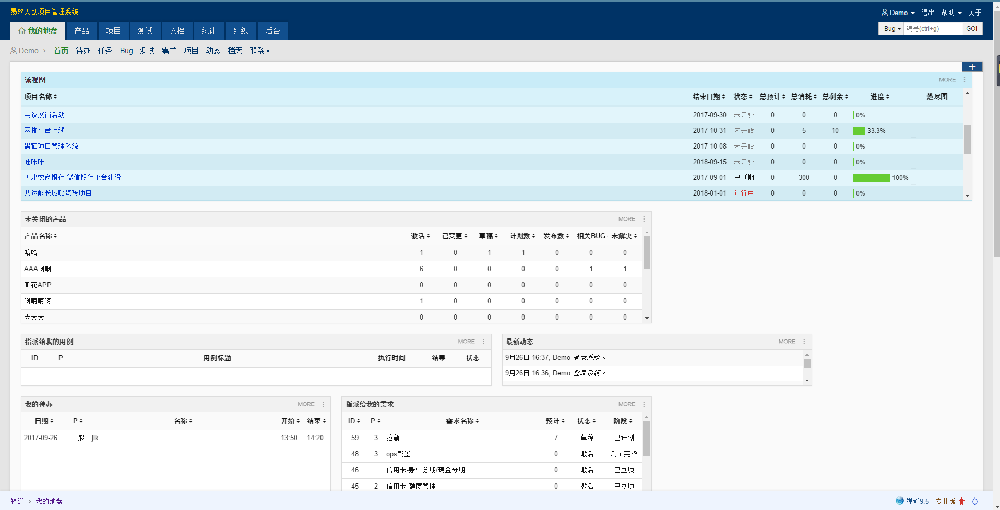 易软天创项目管理系统
Demo 退出 帮助 关于
我的地盘 产品 项目 测试 文档 统计 组织 后台
Bug 编号(ctrl+g) GO!
Demo › 首页 待办 任务 Bug 测试 需求 项目 动态 档案 联系人
流程图 MORE
项目名称 结束日期 状态 总预计 总消耗 总剩余 进度 燃尽图
会议展销活动 2017-09-30 未开始 0 0 0 0%
网校平台上线 2017-10-31 未开始 0 5 10 33.3%
黑猫项目管理系统 2017-10-08 未开始 0 0 0 0%
哇咔咔 2018-09-15 未开始 0 0 0 0%
天津农商银行-微信银行平台建设 2017-09-01 已延期 0 300 0 100%
八达岭长城贴瓷砖项目 2018-01-01 进行中 0 0 0 0%
未关闭的产品 MORE
产品名称 激活 已变更 草稿 计划数 发布数 相关BUG 未解决
哈哈 1 0 1 1 0 0 0
AAA啊啊 6 0 0 0 0 1 1
听花APP 0 0 0 0 0 0 0
啊啊啊啊 1 0 0 0 0 0 0
大大大 0 0 0 0 0 0 0
指派给我的用例 MORE
ID P 用例标题 执行时间 结果 状态
最新动态 MORE
9月26日 16:37, Demo 登录系统。
9月26日 16:36, Demo 登录系统。
我的待办 MORE
日期 P 名称 开始 结束
2017-09-26 一般 jlk 13:50 14:20
指派给我的需求 MORE
ID P 需求名称 预计 状态 阶段
59 3 拉新 7 草稿 已计划
48 3 ops配置 0 激活 测试完毕
46 信用卡-账单分期/现金分期 0 激活 已立项
45 2 信用卡-额度管理 0 激活 已立项
禅道 › 我的地盘
禅道9.5 专业版